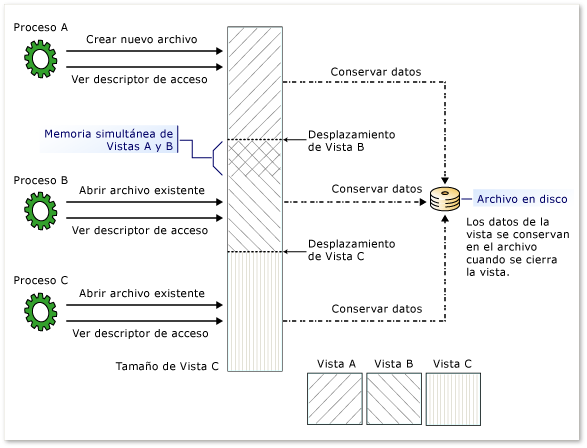 Proceso A
Crear nuevo archivo
Ver descriptor de acceso
Conservar datos
Memoria simultánea de
Vistas A y B
Desplazamiento
de Vista B
Proceso B
Abrir archivo existente
Ver descriptor de acceso
Conservar datos
Archivo en disco
Los datos de la
vista se conservan
en el archivo
cuando se cierra
la vista.
Desplazamiento
de Vista C
Proceso C
Abrir archivo existente
Ver descriptor de acceso
Conservar datos
Tamaño de Vista C
Vista A
Vista B
Vista C